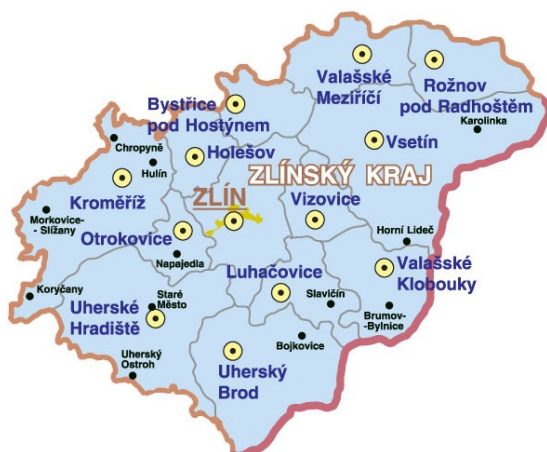 Valašské
Meziříčí
Rožnov
pod Radhoštěm
Karolinka
Bystřice
pod Hostýnem
Chropyně
Hulín
Holešov
Vsetín
ZLÍNSKÝ KRAJ
Kroměříž
ZLÍN
Vizovice
Morkovice-
- Slížany
Otrokovice
Napajedla
Horní Lideč
Luhačovice
Valašské
Klobouky
Koryčany
Staré
Město
Slavičín
Brumov-
-Bylnice
Uherské
Hradiště
Bojkovice
Uherský
Ostroh
Uherský
Brod